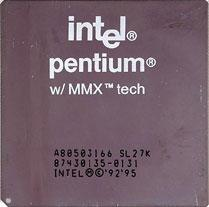 intel®
pentium®
w/ MMX™ tech
A80503166 SL27K
87430135-0131
INTEL Ⓜ©'92'95